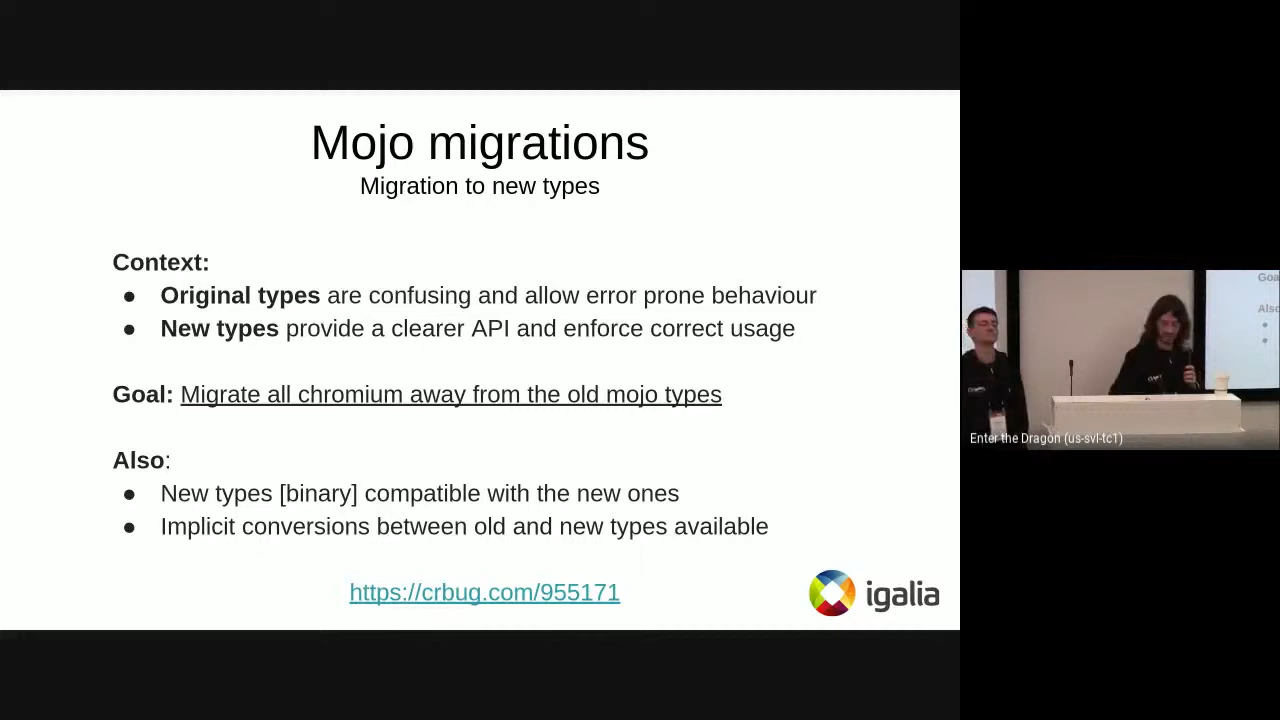 Mojo migrations
Migration to new types
Context:
● Original types are confusing and allow error prone behaviour
● New types provide a clearer API and enforce correct usage
Goal: Migrate all chromium away from the old mojo types
Also:
● New types [binary] compatible with the new ones
● Implicit conversions between old and new types available
https://crbug.com/955171
igalia
Goa
Also
Enter the Dragon (us-svl-tc1)